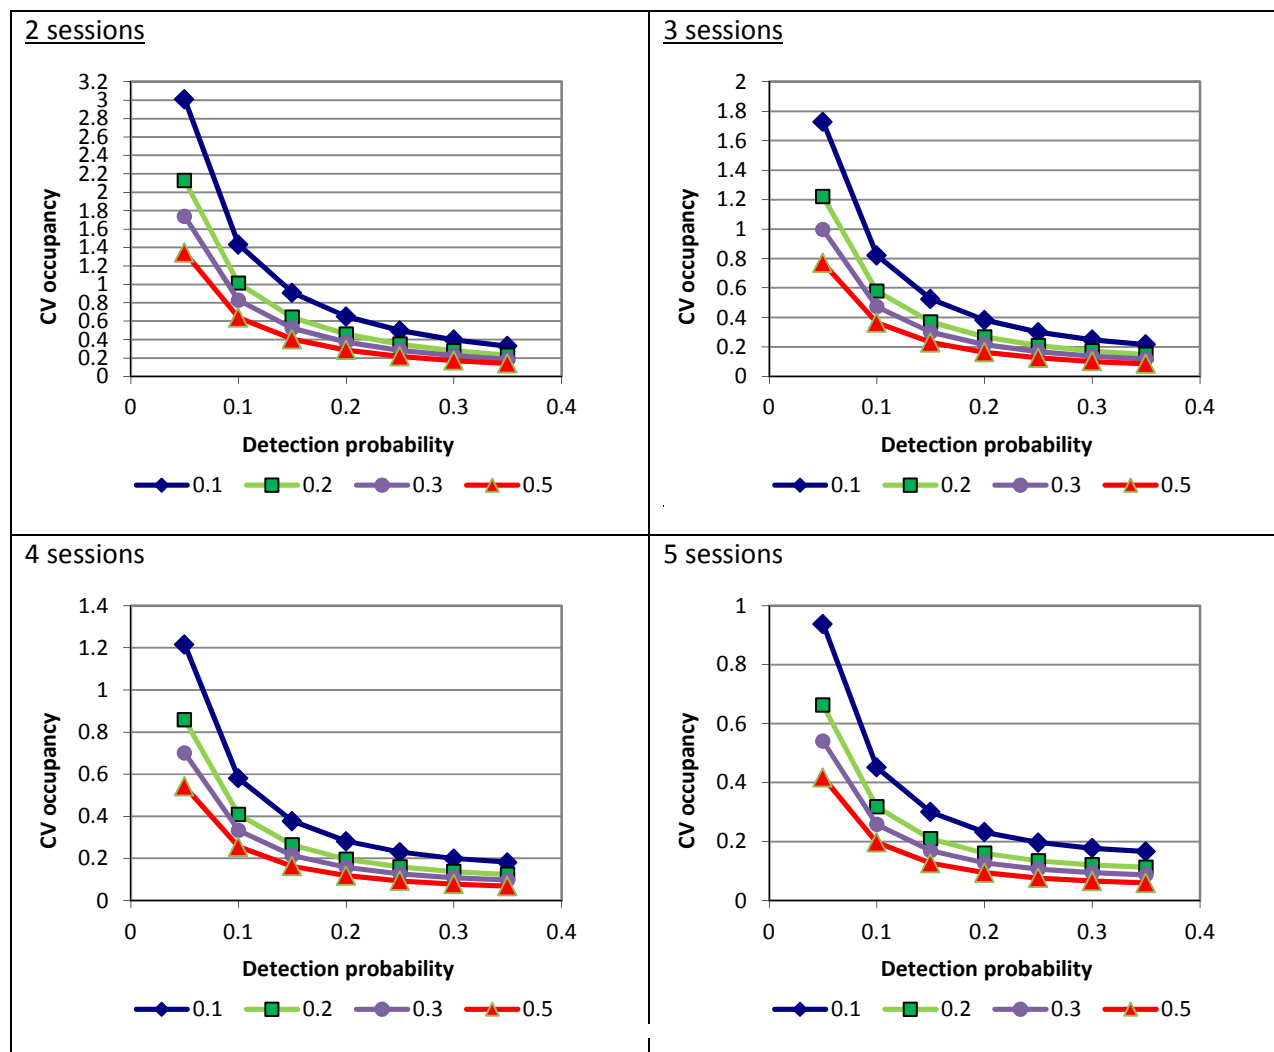 2 sessions
3.2
3
2.8
2.6
2.4
2.2
2
1.8
1.6
1.4
1.2
1
0.8
0.6
0.4
0.2
0
CV occupancy
0 0.1 0.2 0.3 0.4
Detection probability
0.1 0.2 0.3 0.5
3 sessions
2
1.8
1.6
1.4
1.2
1
0.8
0.6
0.4
0.2
0
CV occupancy
0 0.1 0.2 0.3 0.4
Detection probability
0.1 0.2 0.3 0.5
4 sessions
1.4
1.2
1
0.8
0.6
0.4
0.2
0
CV occupancy
0 0.1 0.2 0.3 0.4
Detection probability
0.1 0.2 0.3 0.5
5 sessions
1
0.8
0.6
0.4
0.2
0
CV occupancy
0 0.1 0.2 0.3 0.4
Detection probability
0.1 0.2 0.3 0.5